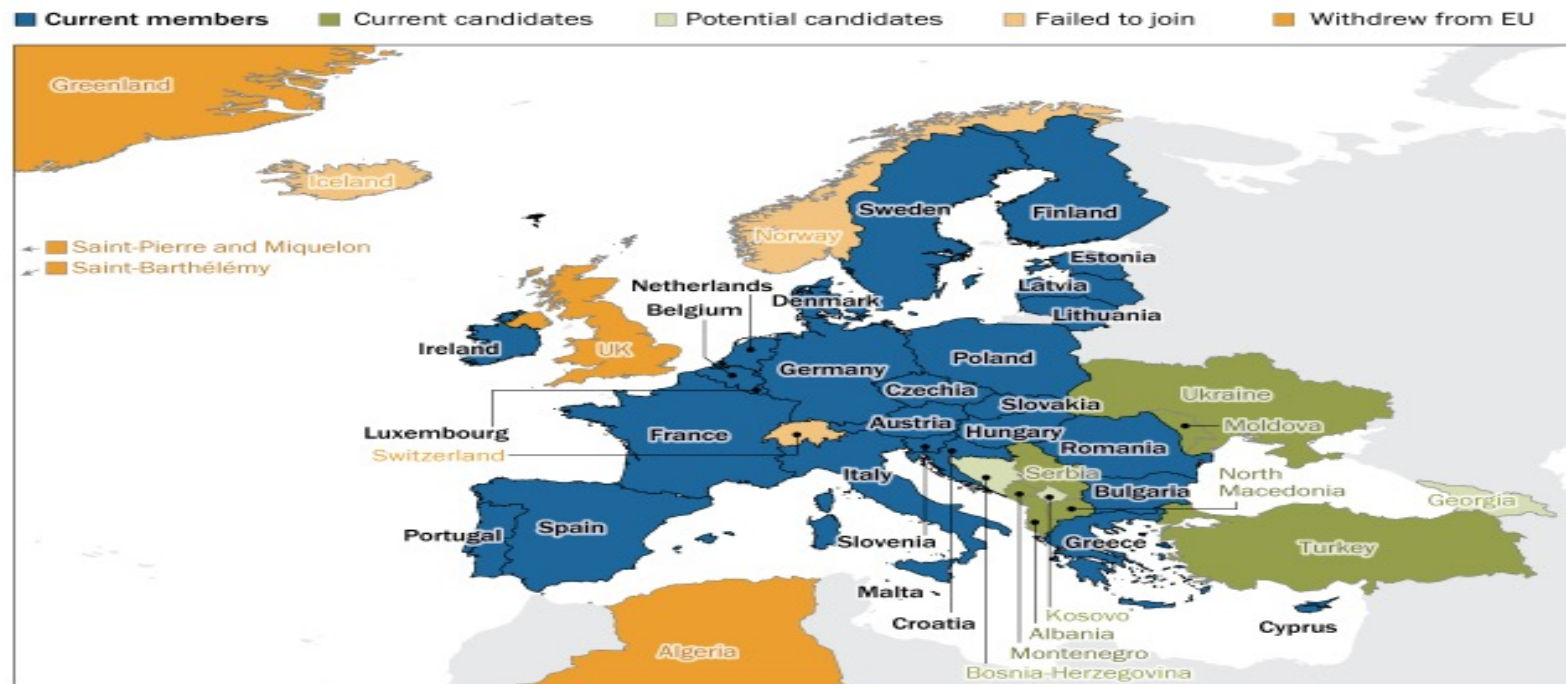 Current members Current candidates Potential candidates Failed to join Withdrew from EU
Greenland
Iceland
Saint-Pierre and Miquelon
Saint-Barthélémy
Norway
Sweden
Finland
Estonia
Latvia
Lithuania
Netherlands
Belgium
Denmark
Ireland
UK
Germany
Poland
Czechia
Ukraine
Slovakia
Moldova
Luxembourg
Switzerland
France
Austria
Hungary
Romania
Italy
Serbia
Bulgaria
North
Macedonia
Georgia
Portugal
Spain
Slovenia
Greece
Turkey
Malta
Croatia
Kosovo
Albania
Montenegro
Bosnia-Herzegovina
Cyprus
Algeria